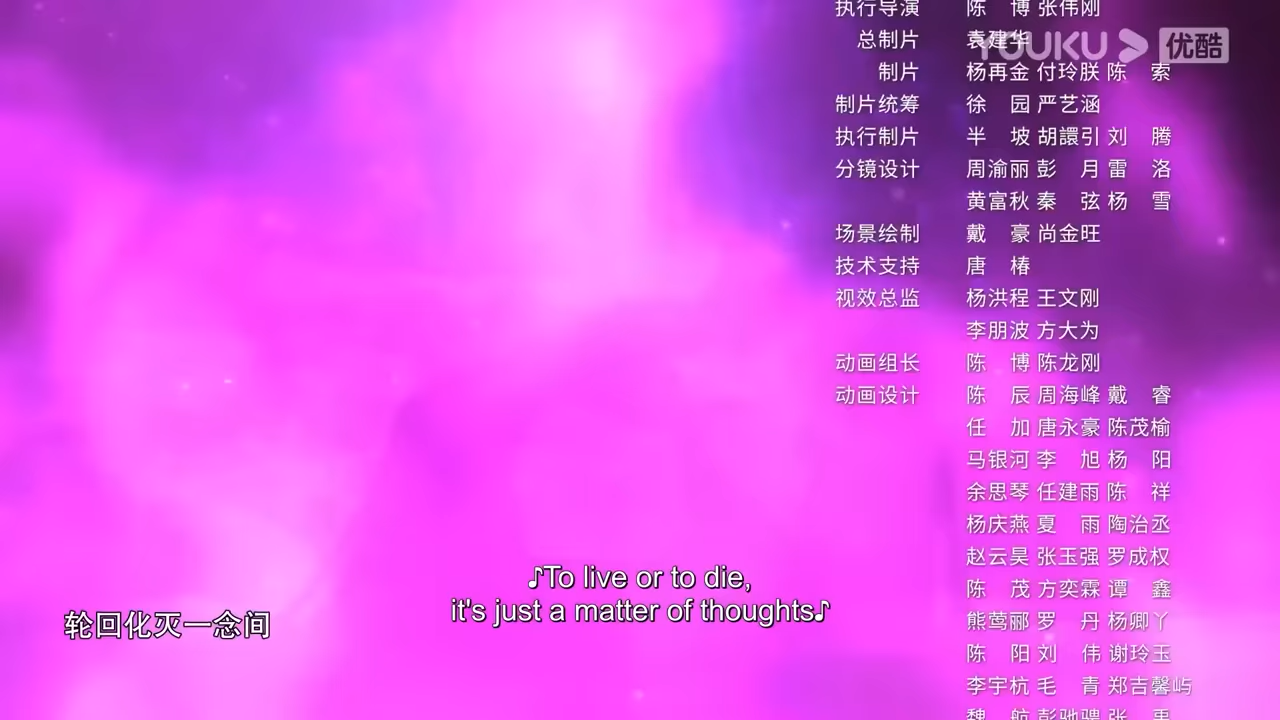 执行导演 陈 博 张伟刚
总制片 袁建华
YOUKU 优酷
制片 杨再金 付玲朕 陈 索
制片统筹 徐 园 严艺涵
执行制片 半 坡 胡譞引 刘 腾
分镜设计 周渝丽 彭 月 雷 洛
黄富秋 秦 弦 杨 雪
场景绘制 戴 豪 尚金旺
技术支持 唐 椿
视效总监 杨洪程 王文刚
李朋波 方大为
动画组长 陈 博 陈龙刚
动画设计 陈 辰 周海峰 戴 睿
任 加 唐永豪 陈茂榆
马银河 李 旭 杨 阳
余思琴 任建雨 陈 祥
杨庆燕 夏 雨 陶治丞
赵云昊 张玉强 罗成权
陈 茂 方奕霖 谭 鑫
熊莺郦 罗 丹 杨卿丫
陈 阳 刘 伟 谢玲玉
李宇杭 毛 青 郑吉馨屿
魏 航 彭驰骋 张 禹
♪To live or to die,
it's just a matter of thoughts♪
轮回化灭一念间